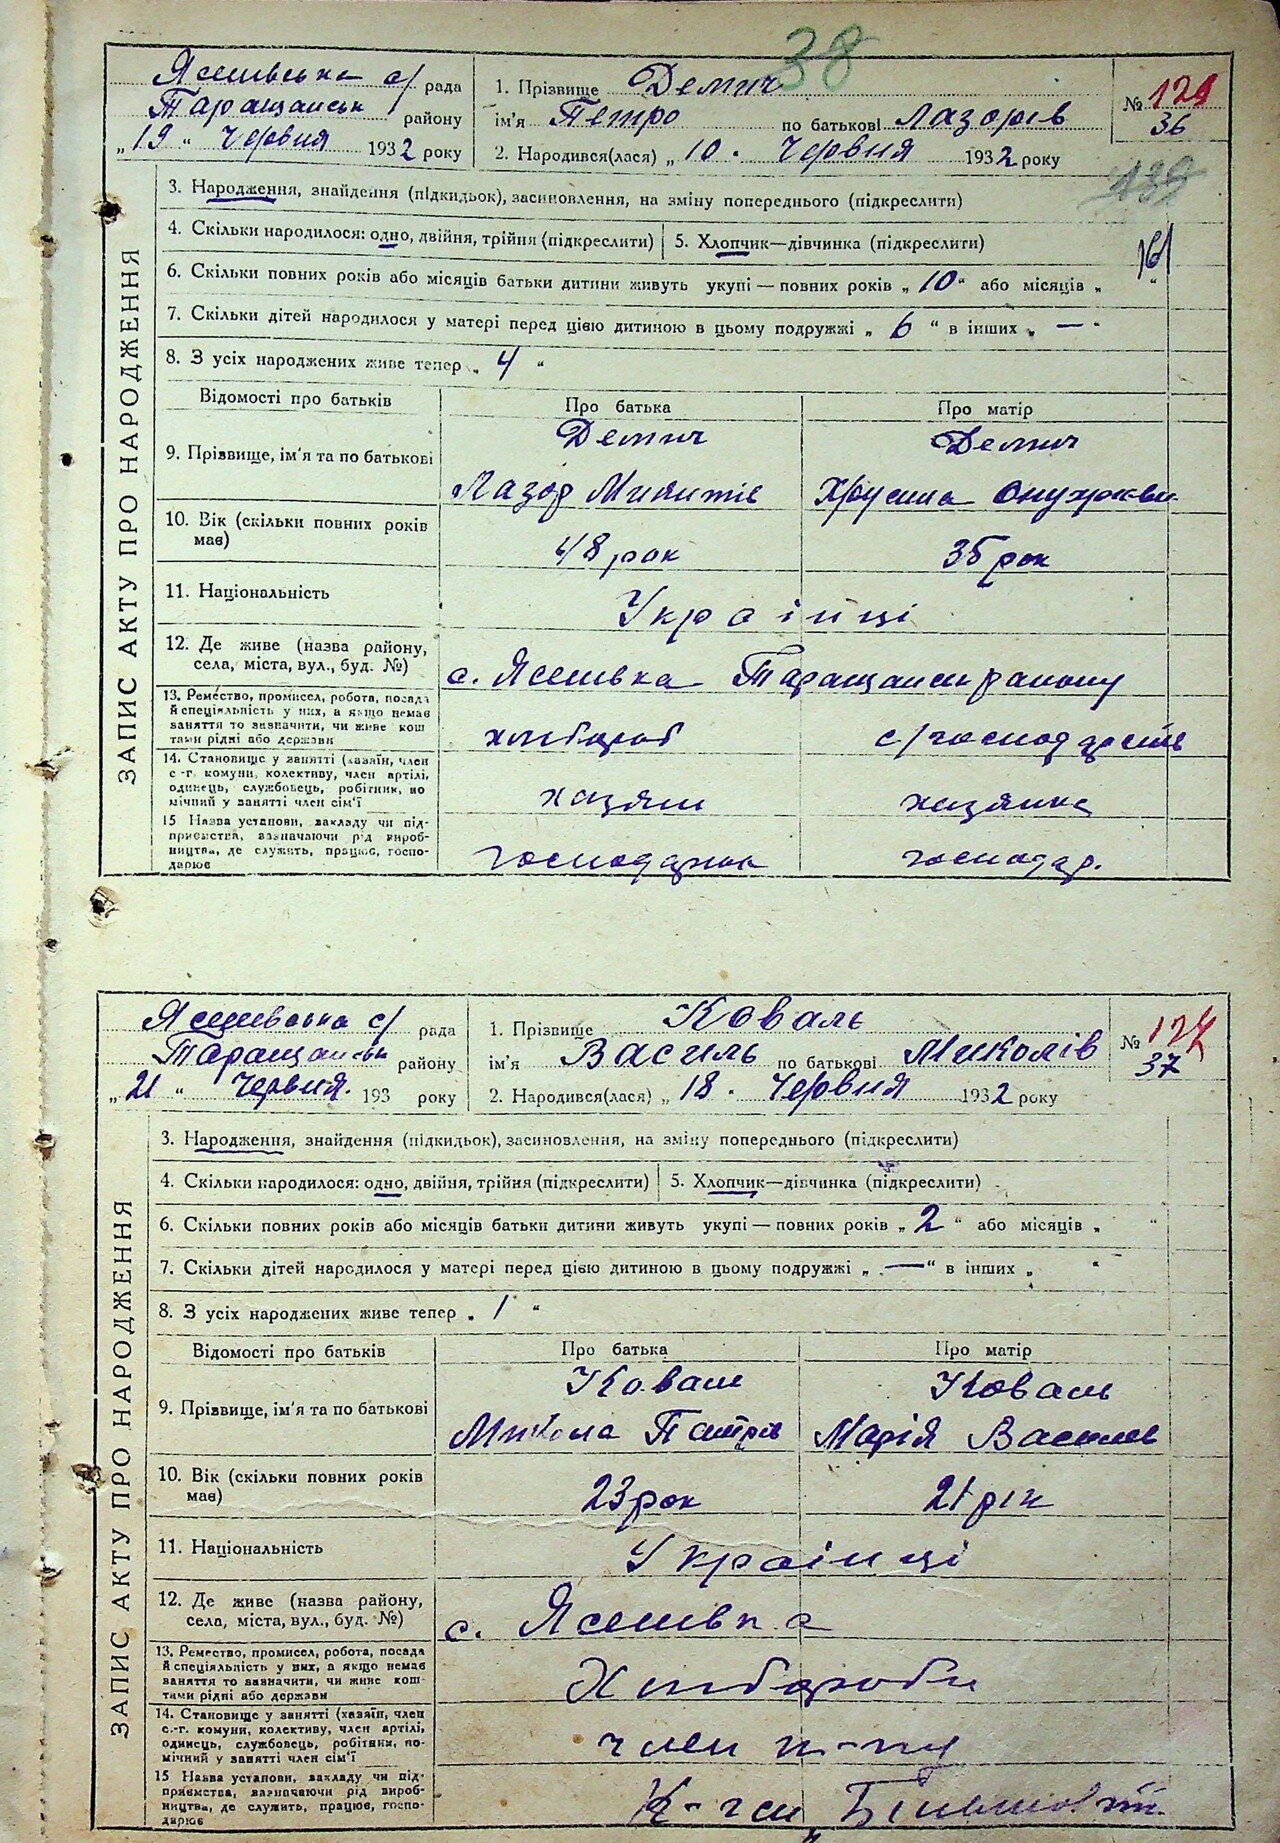 38
Ясенівська с/ рада
Таращанськ району
„19" Червня 1932 року
1. Прізвище Демич
ім'я Петро по батькові Лазорів
2. Народився(лася) „10. Червня 1932 року
№ 129
36
139
ЗАПИС АКТУ ПРО НАРОДЖЕННЯ
3. Народження, знайдення (підкидьок), засиновлення, на зміну попереднього (підкреслити)
4. Скільки народилося: одно, двійня, трійня (підкреслити) 5. Хлопчик—дівчинка (підкреслити)
6. Скільки повних років або місяців батьки дитини живуть укупі — повних років „10" або місяців „ "
7. Скільки дітей народилося у матері перед цією дитиною в цьому подружжі „6" в інших „—"
8. З усіх народжених живе тепер „4"
Відомості про батьків Про батька Про матір
9. Прізвище, ім'я та по батькові
Демич Демич
Лазор
10. Вік (скільки повних років має)
48 рок 35 рок
11. Національність
Українці
12. Де живе (назва району, села, міста, вул., буд. №)
с. Ясенівка району
13. Ремество, промисел, робота, посада й спеціяльність у них, а якщо немає заняття то зазначити, чи живе коштами рідні або держави
хлібороб
14. Становище у занятті (хазяїн, член с.-г. комуни, колективу, член артілі, одинець, службовець, робітник, помічний у занятті член сім'ї
хазяїн хазяйка
15 Назва установи, закладу чи підприємства, зазначаючи рід виробництва, де служить, працює, господарює
господар.
Ясенівська с/ рада
Таращанськ району
„21" Червня. 193 року
1. Прізвище Коваль
ім'я Василь по батькові Миколів
2. Народився(лася) „18. Червня 1932 року
№ 127
37
ЗАПИС АКТУ ПРО НАРОДЖЕННЯ
3. Народження, знайдення (підкидьок), засиновлення, на зміну попереднього (підкреслити)
4. Скільки народилося: одно, двійня, трійня (підкреслити) 5. Хлопчик—дівчинка (підкреслити)
6. Скільки повних років або місяців батьки дитини живуть укупі — повних років „2" або місяців „ "
7. Скільки дітей народилося у матері перед цією дитиною в цьому подружжі „—" в інших „ "
8. З усіх народжених живе тепер „1"
Відомості про батьків Про батька Про матір
9. Прізвище, ім'я та по батькові
Коваль Коваль
Микола Марія Василів
10. Вік (скільки повних років має)
23 рок 21 рік
11. Національність
Українці
12. Де живе (назва району, села, міста, вул., буд. №)
с. Ясенівка
13. Ремество, промисел, робота, посада й спеціяльність у них, а якщо немає заняття то зазначити, чи живе коштами рідні або держави
Хлібороби
14. Становище у занятті (хазяїн, член с.-г. комуни, колективу, член артілі, одинець, службовець, робітник, помічний у занятті член сім'ї
член
15 Назва установи, закладу чи підприємства, зазначаючи рід виробництва, де служить, працює, господарює